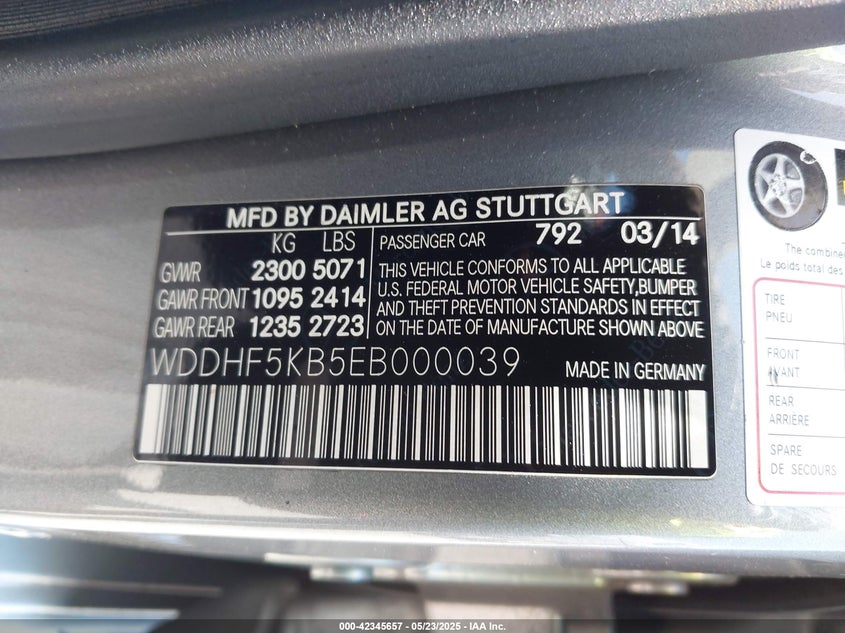 MFD BY DAIMLER AG STUTTGART
KG LBS
GVWR 2300 5071
GAWR FRONT 1095 2414
GAWR REAR 1235 2723
PASSENGER CAR 792 03/14
THIS VEHICLE CONFORMS TO ALL APPLICABLE
U.S. FEDERAL MOTOR VEHICLE SAFETY,BUMPER
AND THEFT PREVENTION STANDARDS IN EFFECT
ON THE DATE OF MANUFACTURE SHOWN ABOVE
WDDHF5KB5EB000039 MADE IN GERMANY
The combine
Le poids total des
TIRE
PNEU
FRONT
AVANT
REAR
ARRIÈRE
SPARE
DE SECOURS
000-42345657 - 05/23/2025 - IAA Inc.